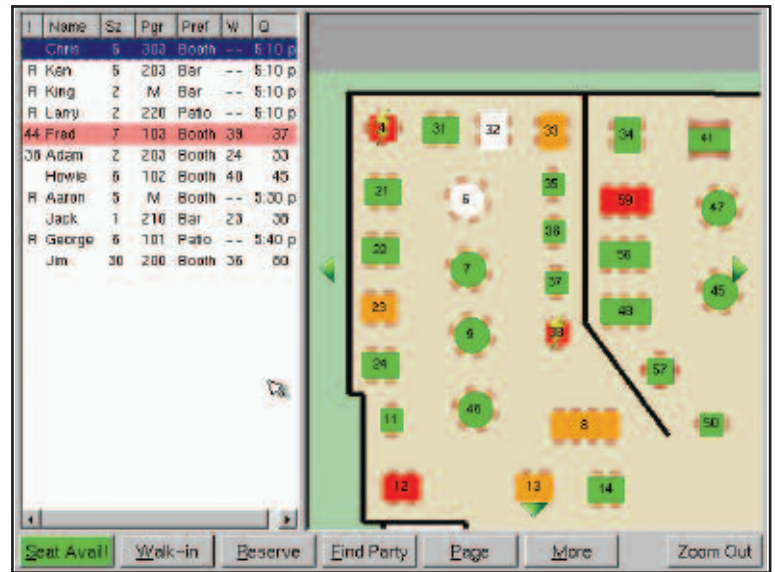 ! Name Sz Pgr Pref W Q
Chris 5 303 Booth -- 5:10 p
R Ken 5 203 Bar -- 5:10 p
R King 2 M Bar -- 5:10 p
R Larry 2 220 Patio -- 5:10 p
44 Fred 7 103 Booth 39 37
38 Adam 2 203 Booth 24 33
Howie 6 102 Booth 40 45
R Aaron 5 M Booth -- 5:30 p
Jack 1 210 Bar 23 38
R George 6 101 Patio -- 5:40 p
Jim 30 200 Booth 36 60
4 31 32 33 34 41
21 6 35 59 47
22 36 56
7 37 45
23 48
9 38
24 57
11 46 8 50
12 13 14
Seat Avail! Walk-in Reserve Find Party Page More Zoom Out